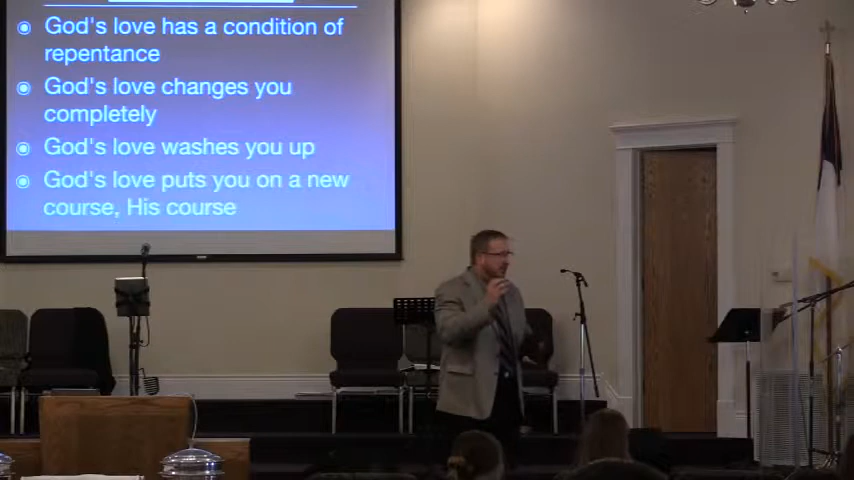 God's love has a condition of
repentance
God's love changes you
completely
God's love washes you up
God's love puts you on a new
course, His course